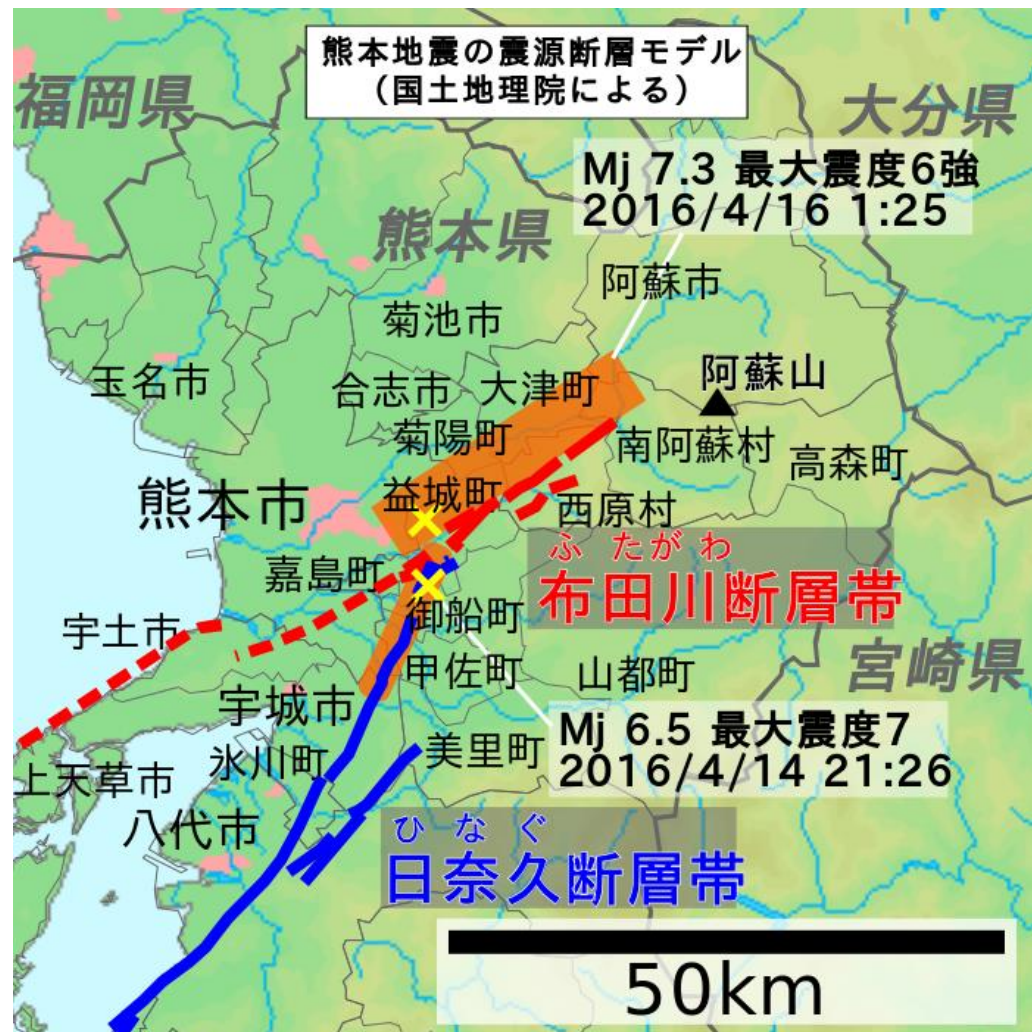 熊本地震の震源断層モデル
（国土地理院による）
福岡県
大分県
Mj 7.3 最大震度6強
2016/4/16 1:25
熊本県
阿蘇市
菊池市
阿蘇山
玉名市
合志市
大津町
菊陽町
南阿蘇村
高森町
益城町
熊本市
西原村
ふたがわ
布田川断層帯
嘉島町
御船町
宇土市
甲佐町
山都町
宮崎県
宇城市
Mj 6.5 最大震度7
2016/4/14 21:26
美里町
氷川町
上天草市
八代市
ひなぐ
日奈久断層帯
50km